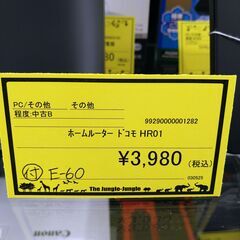 PC/その他 その他
程度:中古B
99290000001282
ホームルーター ドコモ HR01
¥3,980(税込)
付 E-60
030525
The Jungle-Jungle
Canon